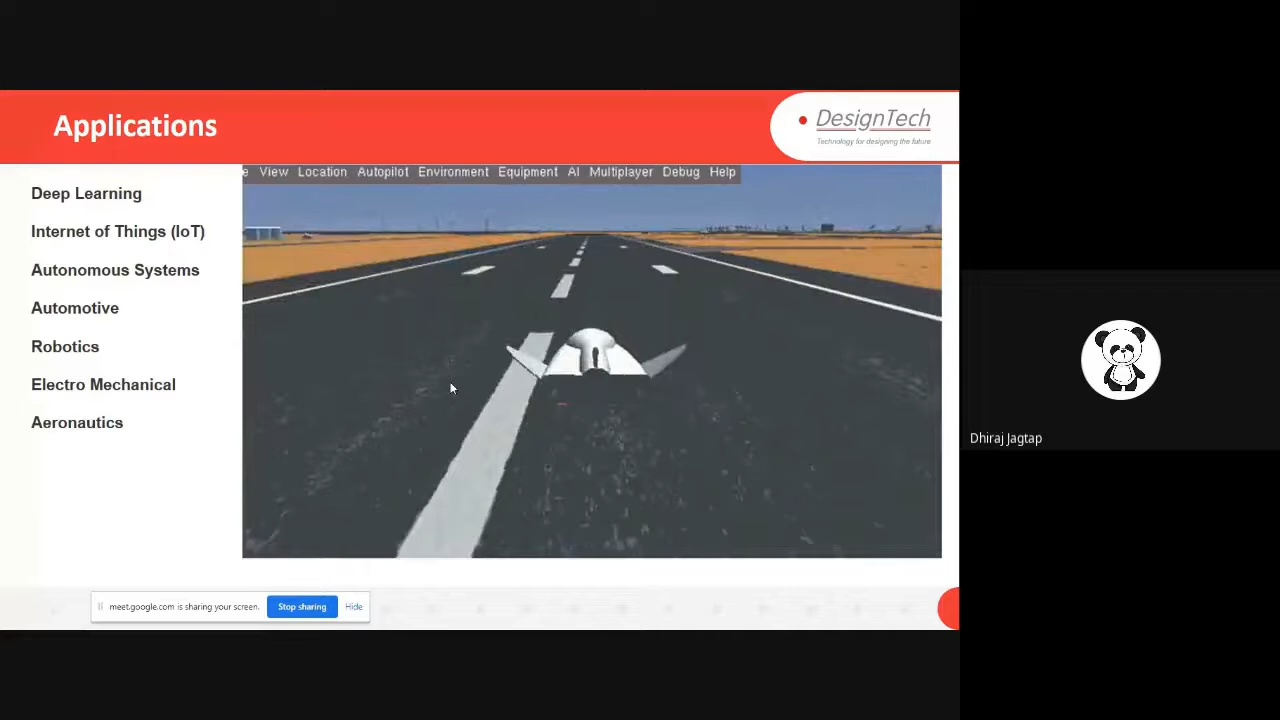 Applications
DesignTech
Technology for designing the future
e View Location Autopilot Environment Equipment AI Multiplayer Debug Help
Deep Learning
Internet of Things (IoT)
Autonomous Systems
Automotive
Robotics
Electro Mechanical
Aeronautics
Dhiraj Jagtap
meet.google.com is sharing your screen. Stop sharing Hide